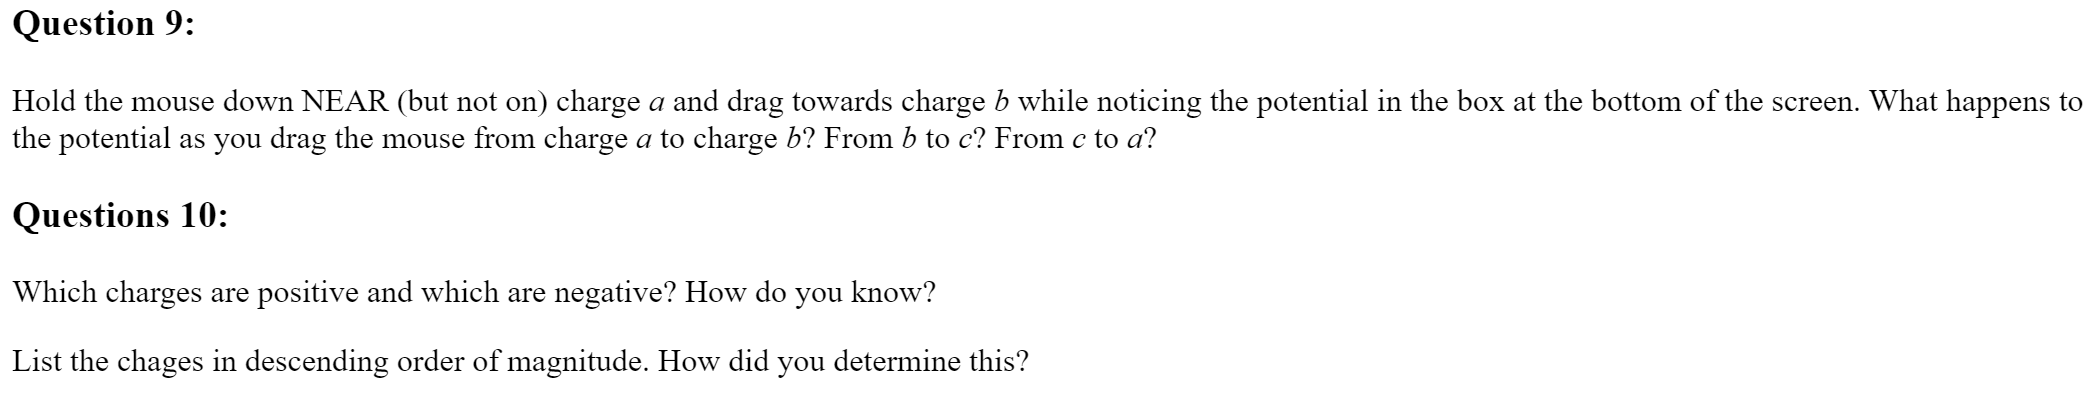 Question 9:
Hold the mouse down NEAR (but not on) charge a and drag towards charge b while noticing the potential in the box at the bottom of the screen. What happens to
the potential as you drag the mouse from charge a to charge b? From b to c? From c to a?
Questions 10:
Which charges are positive and which are negative? How do you know?
List the chages in descending order of magnitude. How did you determine this?